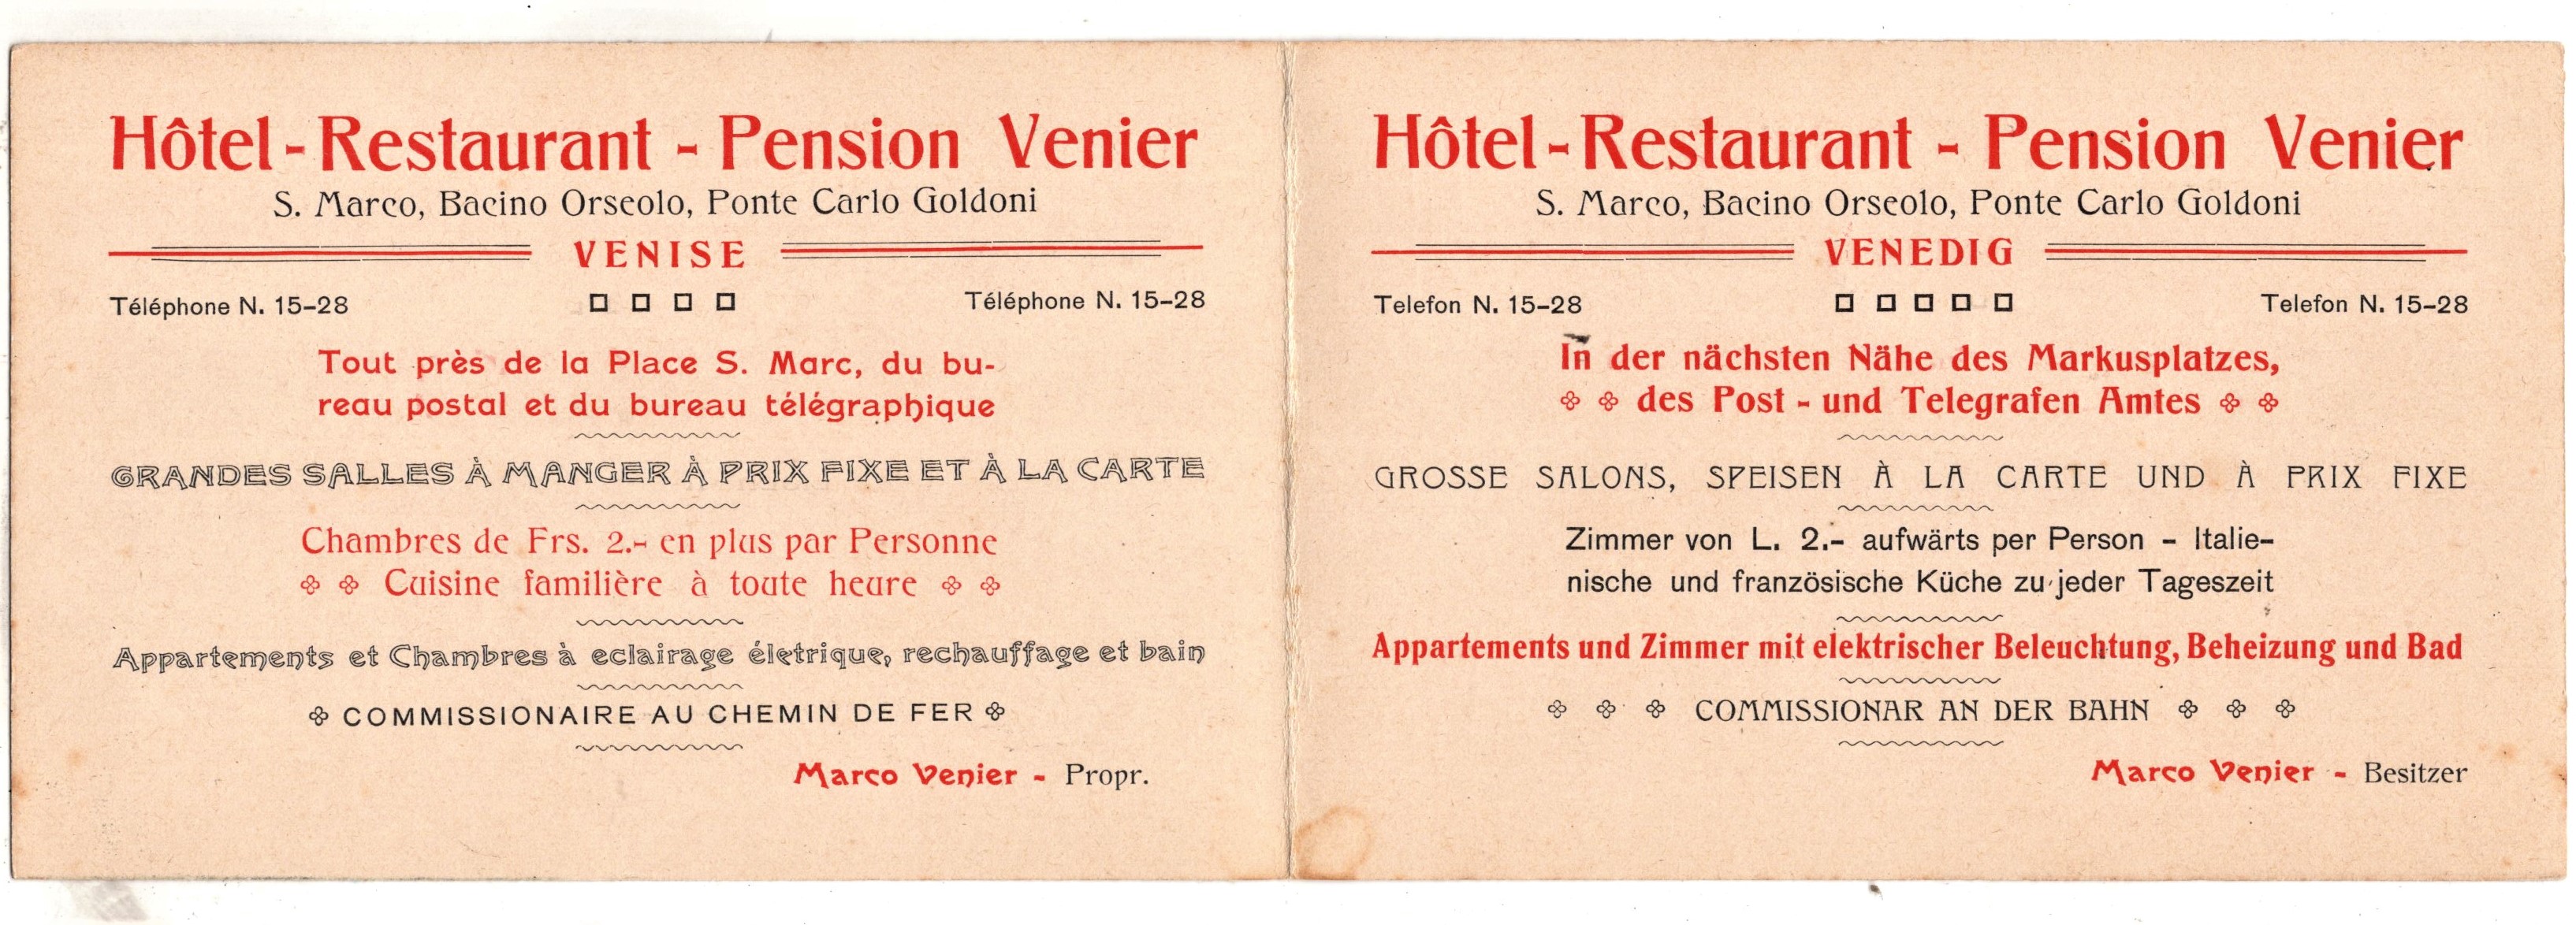 Hôtel-Restaurant - Pension Venier
S. Marco, Bacino Orseolo, Ponte Carlo Goldoni
VENISE
Téléphone N. 15-28 Téléphone N. 15-28
Tout près de la Place S. Marc, du bu-
reau postal et du bureau télégraphique
GRANDES SALLES À MANGER À PRIX FIXE ET À LA CARTE
Chambres de Frs. 2.- en plus par Personne
Cuisine familière à toute heure
Appartements et Chambres à eclairage életrique, rechauffage et bain
COMMISSIONAIRE AU CHEMIN DE FER
Marco Venier - Propr.
Hôtel-Restaurant - Pension Venier
S. Marco, Bacino Orseolo, Ponte Carlo Goldoni
VENEDIG
Telefon N. 15-28 Telefon N. 15-28
In der nächsten Nähe des Markusplatzes,
des Post - und Telegrafen Amtes
GROSSE SALONS, SPEISEN À LA CARTE UND À PRIX FIXE
Zimmer von L. 2.- aufwärts per Person - Italie-
nische und französische Küche zu jeder Tageszeit
Appartements und Zimmer mit elektrischer Beleuchtung, Beheizung und Bad
COMMISSIONAR AN DER BAHN
Marco Venier - Besitzer